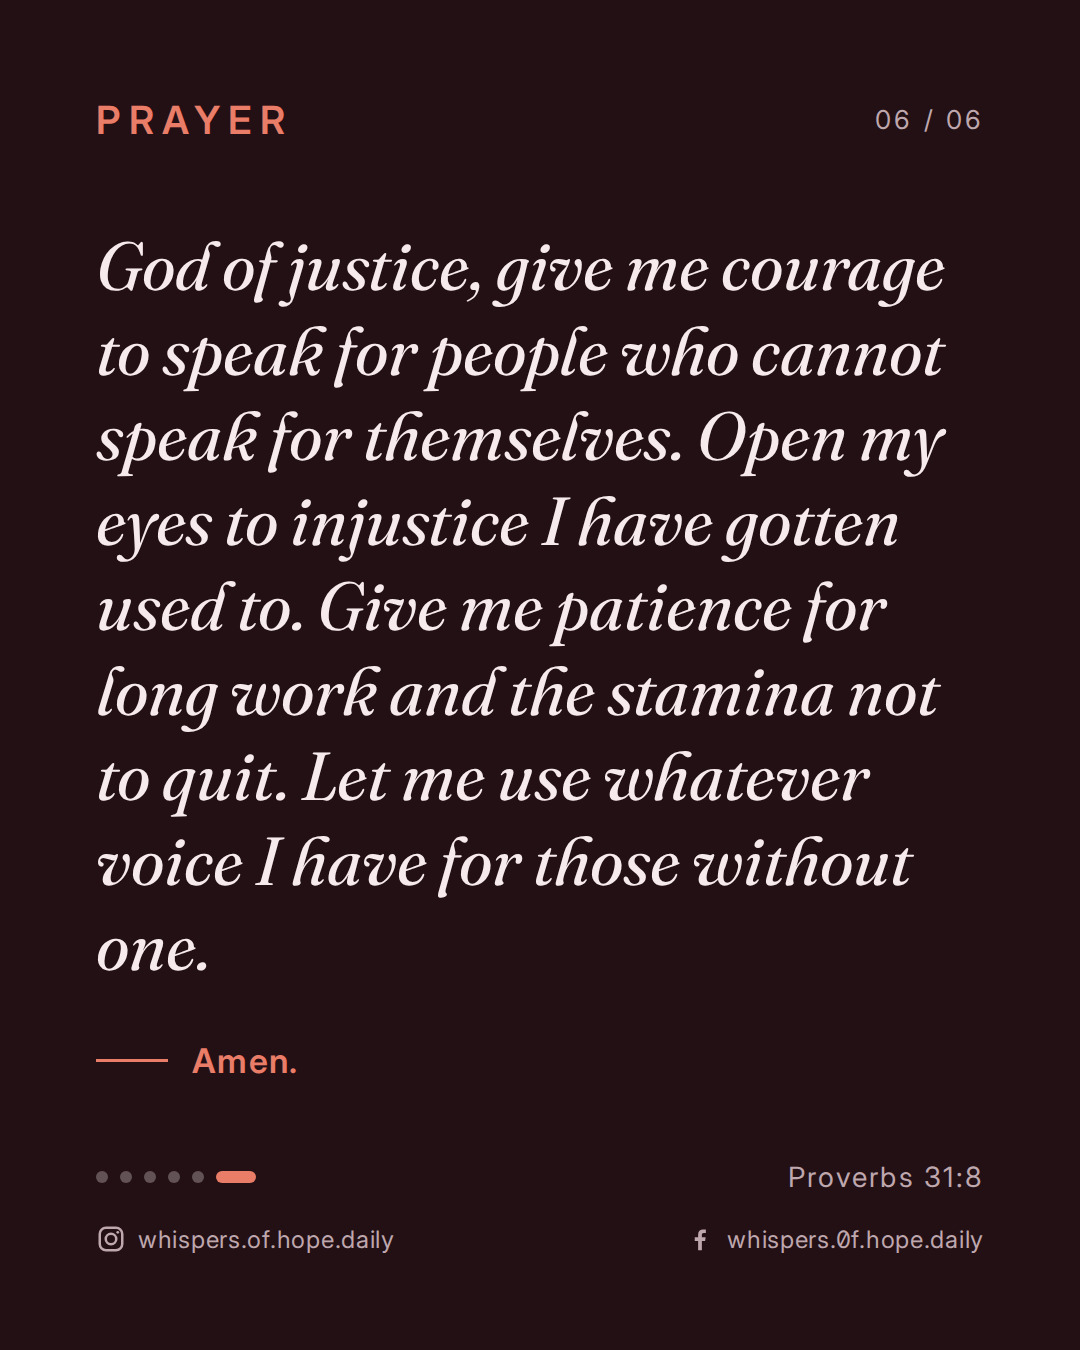 PRAYER
06 / 06
God of justice, give me courage
to speak for people who cannot
speak for themselves. Open my
eyes to injustice I have gotten
used to. Give me patience for
long work and the stamina not
to quit. Let me use whatever
voice I have for those without
one.
Amen.
Proverbs 31:8
whispers.of.hope.daily
whispers.0f.hope.daily